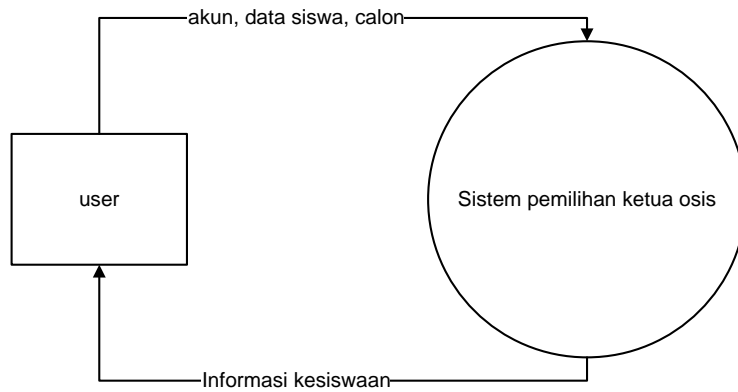 akun, data siswa, calon
user
Sistem pemilihan ketua osis
Informasi kesiswaan